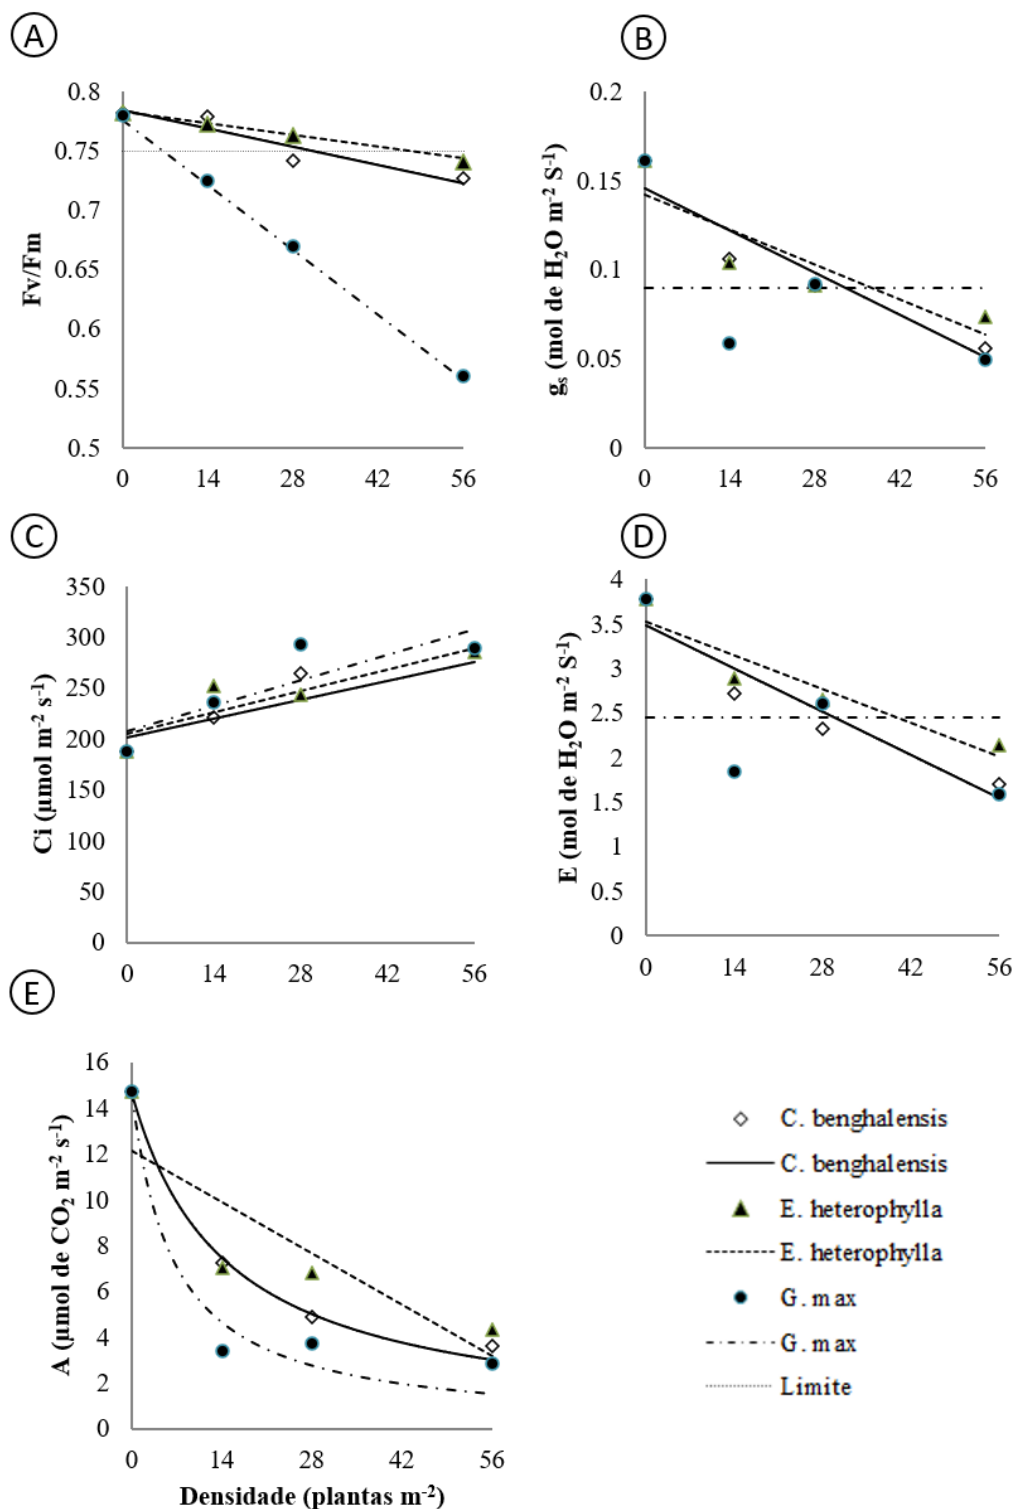 A
B
0.8
0.75
0.7
0.65
0.6
0.55
0.5
Fv/Fm
0 14 28 42 56
0.2
0.15
0.1
0.05
0
gs (mol de H2O m-2 S-1)
0 14 28 42 56
C
D
350
300
250
200
150
100
50
0
Ci (µmol m-2 s-1)
0 14 28 42 56
4
3.5
3
2.5
2
1.5
1
0.5
0
E (mol de H2O m-2 S-1)
0 14 28 42 56
E
16
14
12
10
8
6
4
2
0
A (µmol de CO2 m-2 s-1)
0 14 28 42 56
Densidade (plantas m-2)
C. benghalensis
C. benghalensis
E. heterophylla
E. heterophylla
G. max
G. max
Limite